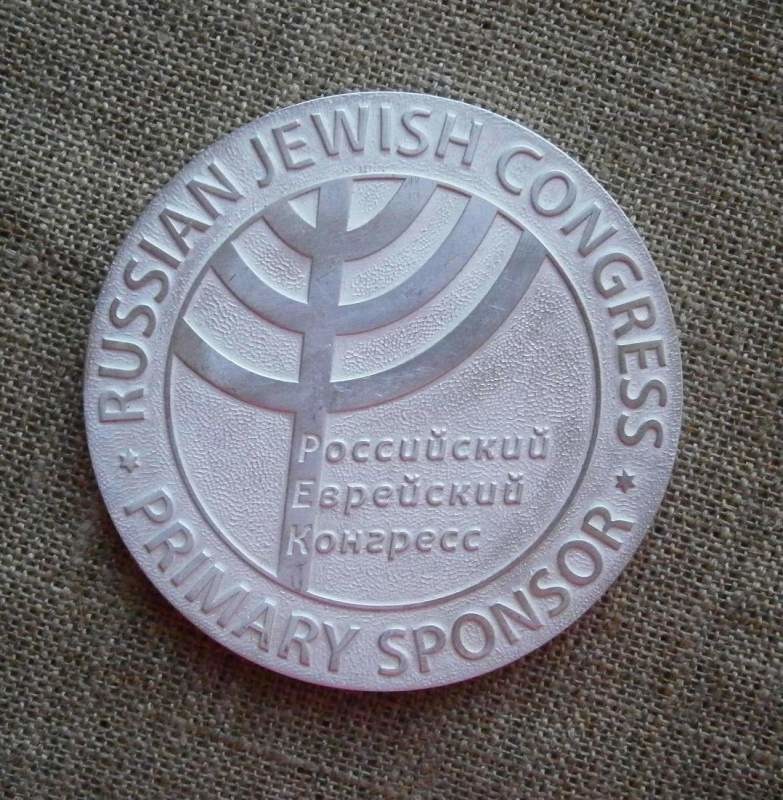 RUSSIAN JEWISH CONGRESS
Российский
Еврейский
Конгресс
PRIMARY SPONSOR